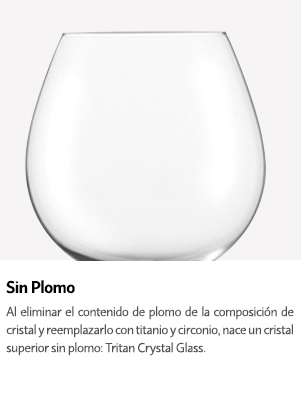 Sin Plomo
Al eliminar el contenido de plomo de la composición de
cristal y reemplazarlo con titanio y circonio, nace un cristal
superior sin plomo: Tritan Crystal Glass.